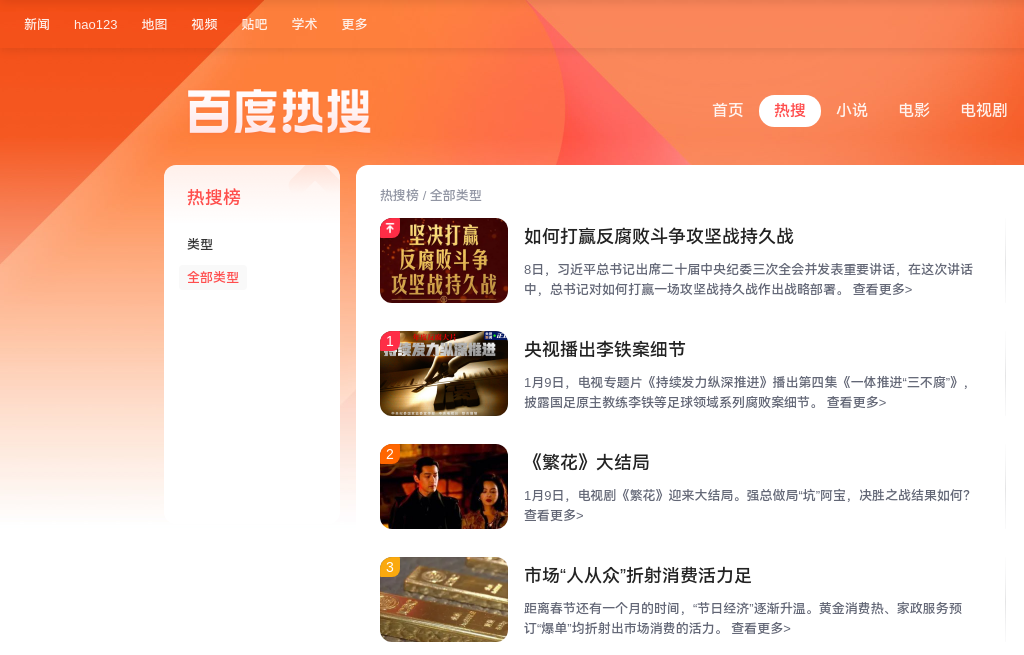 新闻 hao123 地图 视频 贴吧 学术 更多
百度热搜
首页 热搜 小说 电影 电视剧
热搜榜
类型
全部类型
热搜榜 / 全部类型
坚决打赢
反腐败斗争
攻坚战持久战
如何打赢反腐败斗争攻坚战持久战
8日，习近平总书记出席二十届中央纪委三次全会并发表重要讲话，在这次讲话
中，总书记对如何打赢一场攻坚战持久战作出战略部署。 查看更多>
1
持续发力纵深推进
央视播出李铁案细节
1月9日，电视专题片《持续发力纵深推进》播出第四集《一体推进“三不腐”》，
披露国足原主教练李铁等足球领域系列腐败案细节。 查看更多>
2
《繁花》大结局
1月9日，电视剧《繁花》迎来大结局。强总做局“坑”阿宝，决胜之战结果如何？
查看更多>
3
市场“人从众”折射消费活力足
距离春节还有一个月的时间，“节日经济”逐渐升温。黄金消费热、家政服务预
订“爆单”均折射出市场消费的活力。 查看更多>